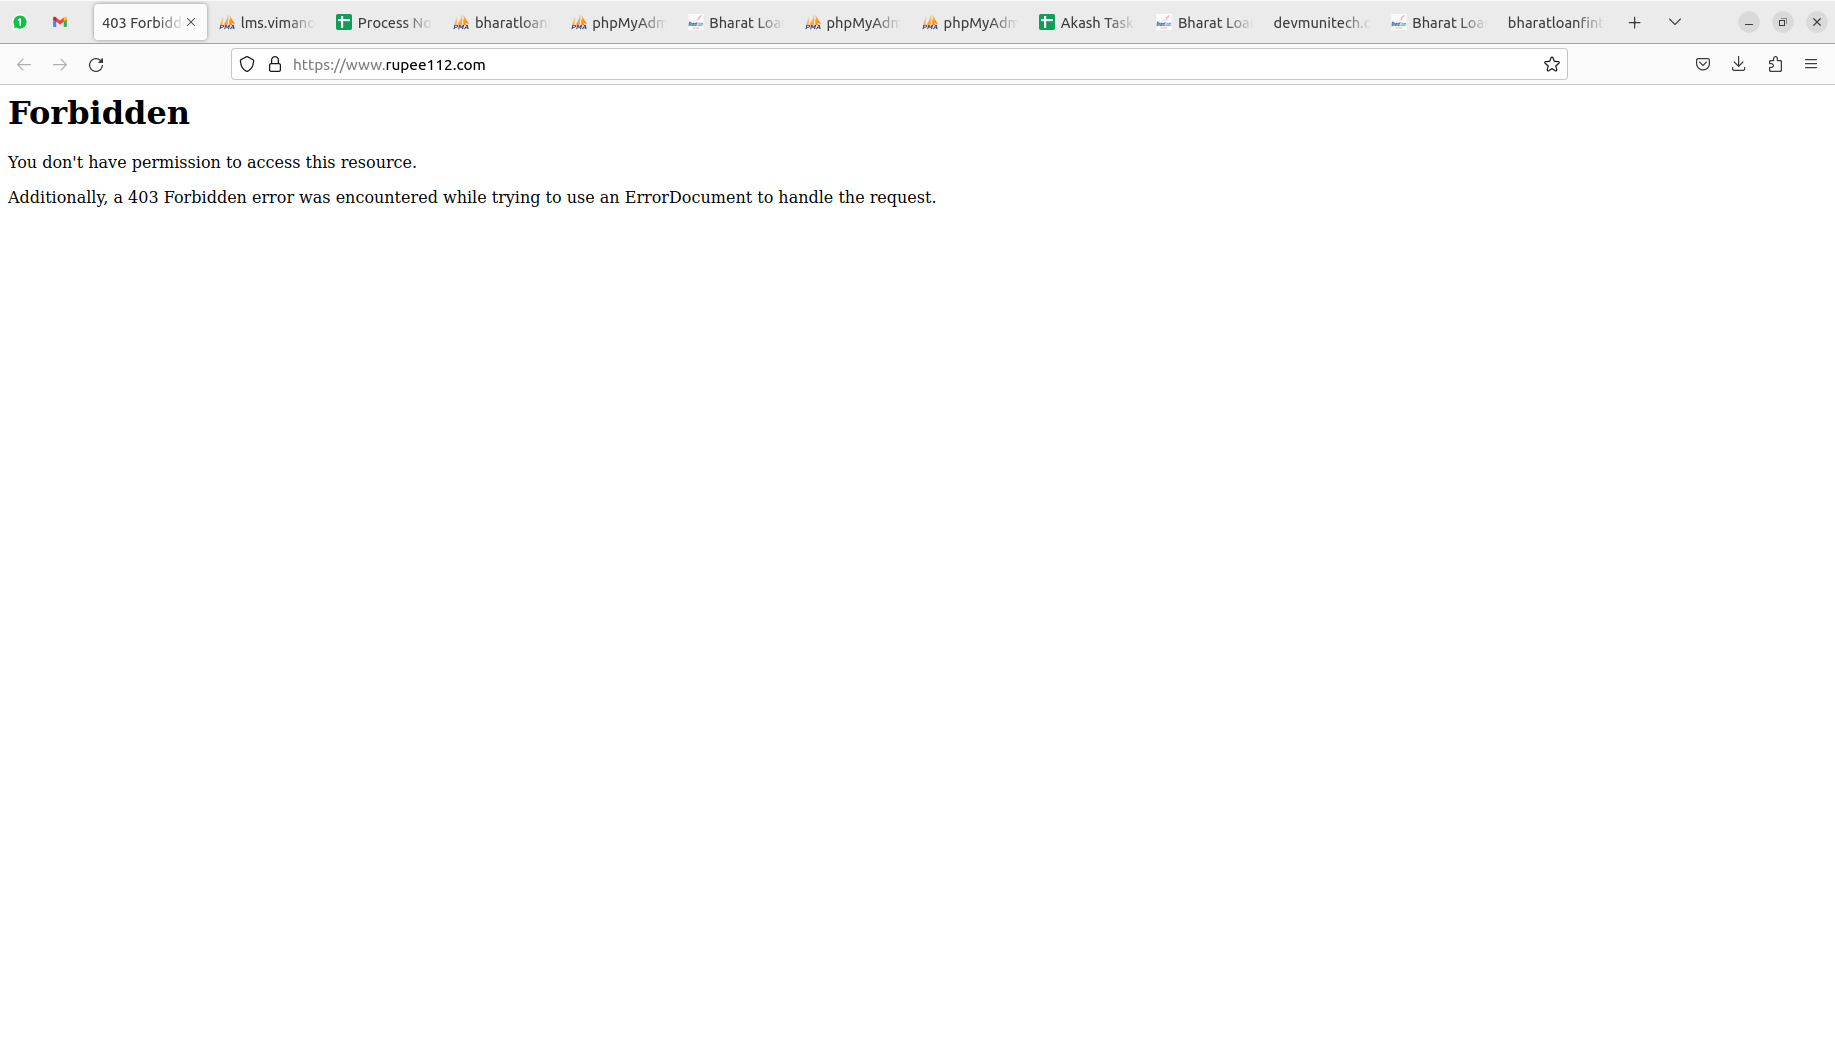 1
403 Forbidd
lms.vimano
Process No
bharatloan
phpMyAdm
Bharat Loa
phpMyAdm
phpMyAdm
Akash Task
Bharat Loa
devmunitech.c
Bharat Loa
bharatloanfint
https://www.rupee112.com
Forbidden
You don't have permission to access this resource.
Additionally, a 403 Forbidden error was encountered while trying to use an ErrorDocument to handle the request.